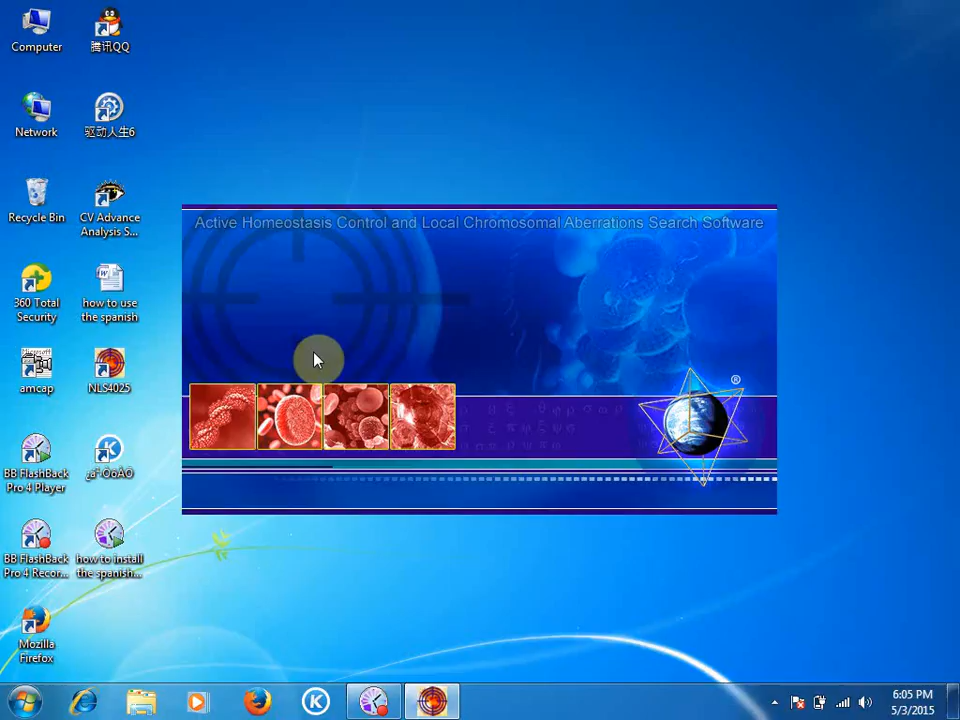 Computer
腾讯QQ
Network
驱动人生6
Recycle Bin
CV Advance
Analysis S...
360 Total
Security
how to use
the spanish
Microsoft
amcap
NLS4025
BB FlashBack
Pro 4 Player
BB FlashBack
Pro 4 Recor...
how to install
the spanish...
Mozilla
Firefox
Active Homeostasis Control and Local Chromosomal Aberrations Search Software
®
6:05 PM
5/3/2015